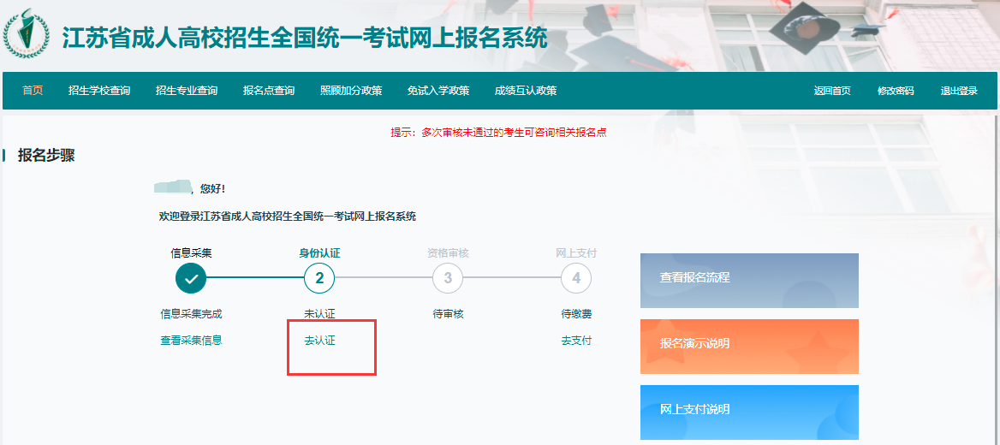 江苏省成人高校招生全国统一考试网上报名系统
首页 招生学校查询 招生专业查询 报名点查询 照顾加分政策 免试入学政策 成绩互认政策 返回首页 修改密码 退出登录
提示：多次审核未通过的考生可咨询相关报名点
报名步骤
，您好！
欢迎登录江苏省成人高校招生全国统一考试网上报名系统
信息采集 身份认证 资格审核 网上支付
2 3 4
信息采集完成 未认证 待审核 待缴费
查看采集信息 去认证 去支付
查看报名流程
报名演示说明
网上支付说明